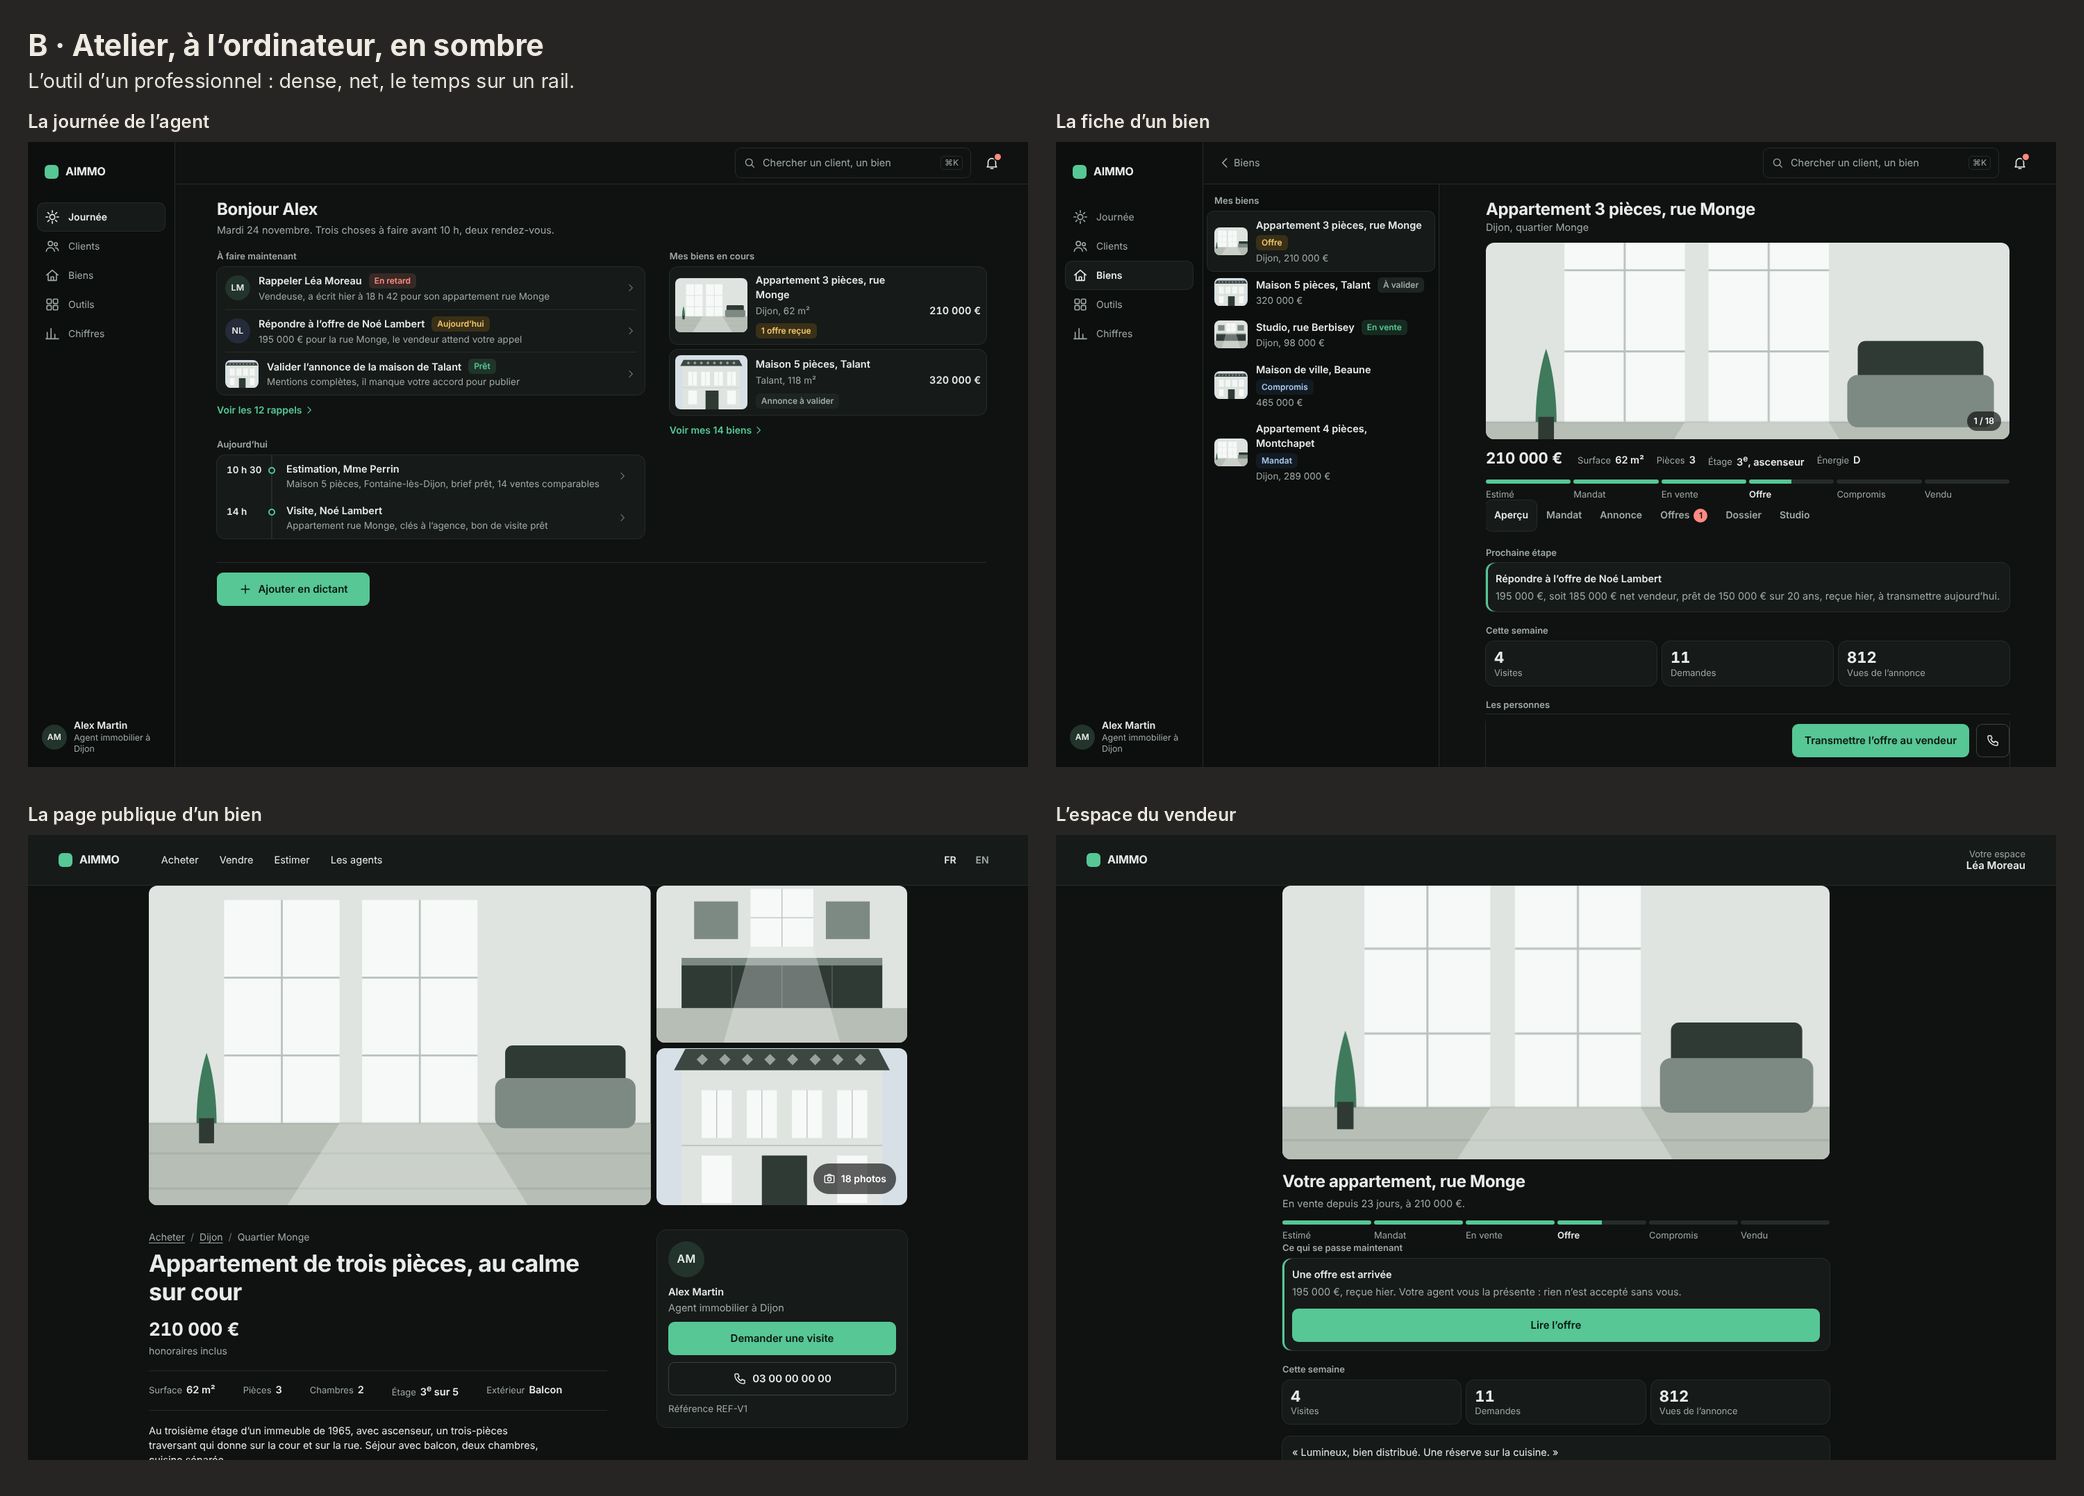 B · Atelier, à l’ordinateur, en sombre
L’outil d’un professionnel : dense, net, le temps sur un rail.
La journée de l’agent
AIMMO
Chercher un client, un bien
⌘K
Journée
Clients
Biens
Outils
Chiffres
Bonjour Alex
Mardi 24 novembre. Trois choses à faire avant 10 h, deux rendez-vous.
À faire maintenant
LM
Rappeler Léa Moreau
En retard
Vendeuse, a écrit hier à 18 h 42 pour son appartement rue Monge
NL
Répondre à l’offre de Noé Lambert
Aujourd’hui
195 000 € pour la rue Monge, le vendeur attend votre appel
Valider l’annonce de la maison de Talant
Prêt
Mentions complètes, il manque votre accord pour publier
Voir les 12 rappels
Aujourd’hui
10 h 30
Estimation, Mme Perrin
Maison 5 pièces, Fontaine-lès-Dijon, brief prêt, 14 ventes comparables
14 h
Visite, Noé Lambert
Appartement rue Monge, clés à l’agence, bon de visite prêt
Mes biens en cours
Appartement 3 pièces, rue
Monge
Dijon, 62 m²
1 offre reçue
210 000 €
Maison 5 pièces, Talant
Talant, 118 m²
Annonce à valider
320 000 €
Voir mes 14 biens
Ajouter en dictant
AM
Alex Martin
Agent immobilier à
Dijon
La fiche d’un bien
AIMMO
Biens
Chercher un client, un bien
⌘K
Journée
Clients
Biens
Outils
Chiffres
Mes biens
Appartement 3 pièces, rue Monge
Offre
Dijon, 210 000 €
Maison 5 pièces, Talant
À valider
320 000 €
Studio, rue Berbisey
En vente
Dijon, 98 000 €
Maison de ville, Beaune
Compromis
465 000 €
Appartement 4 pièces,
Montchapet
Mandat
Dijon, 289 000 €
Appartement 3 pièces, rue Monge
Dijon, quartier Monge
1 / 18
210 000 €
Surface 62 m²
Pièces 3
Étage 3e, ascenseur
Énergie D
Estimé
Mandat
En vente
Offre
Compromis
Vendu
Aperçu
Mandat
Annonce
Offres 1
Dossier
Studio
Prochaine étape
Répondre à l’offre de Noé Lambert
195 000 €, soit 185 000 € net vendeur, prêt de 150 000 € sur 20 ans, reçue hier, à transmettre aujourd’hui.
Cette semaine
4
Visites
11
Demandes
812
Vues de l’annonce
Les personnes
Transmettre l’offre au vendeur
AM
Alex Martin
Agent immobilier à
Dijon
La page publique d’un bien
AIMMO
Acheter
Vendre
Estimer
Les agents
FR
EN
18 photos
Acheter / Dijon / Quartier Monge
Appartement de trois pièces, au calme
sur cour
210 000 €
honoraires inclus
Surface 62 m²
Pièces 3
Chambres 2
Étage 3e sur 5
Extérieur Balcon
Au troisième étage d’un immeuble de 1965, avec ascenseur, un trois-pièces
traversant qui donne sur la cour et sur la rue. Séjour avec balcon, deux chambres,
cuisine séparée
AM
Alex Martin
Agent immobilier à Dijon
Demander une visite
03 00 00 00 00
Référence REF-V1
L’espace du vendeur
AIMMO
Votre espace
Léa Moreau
Votre appartement, rue Monge
En vente depuis 23 jours, à 210 000 €.
Estimé
Mandat
En vente
Offre
Compromis
Vendu
Ce qui se passe maintenant
Une offre est arrivée
195 000 €, reçue hier. Votre agent vous la présente : rien n’est accepté sans vous.
Lire l’offre
Cette semaine
4
Visites
11
Demandes
812
Vues de l’annonce
« Lumineux, bien distribué. Une réserve sur la cuisine. »